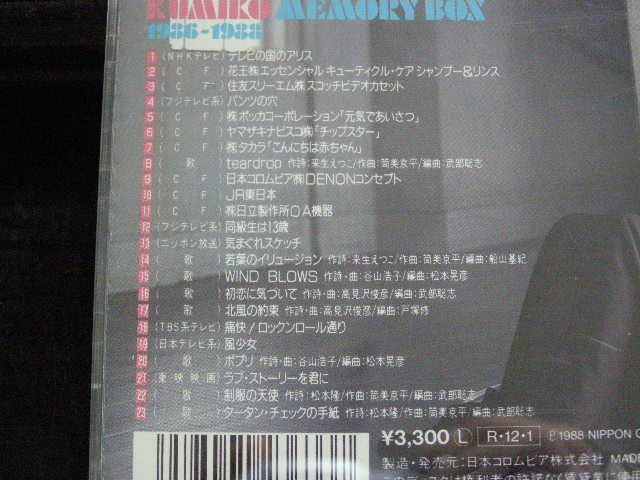 KUMIKO MEMORY BOX
1986-1988
1 (NHKテレビ) テレビの国のアリス
2 ( C F ) 花王㈱エッセンシャル キューティクル・ケア シャンプー&リンス
3 ( C F ) 住友スリーエム㈱スコッチビデオカセット
4 (フジテレビ系) パンツの穴
5 ( C F ) ㈱ポッカコーポレーション「元気であいさつ」
6 ( C F ) ヤマザキナビスコ㈱「チップスター」
7 ( C F ) ㈱タカラ「こんにちは赤ちゃん」
8 ( 歌 ) teardrop 作詩:来生えつこ/作曲:筒美京平/編曲:武部聡志
9 ( C F ) 日本コロムビア㈱DENONコンセプト
10 ( C F ) JR東日本
11 ( C F ) ㈱日立製作所OA機器
12 (フジテレビ系) 同級生は13歳
13 (ニッポン放送) 気まぐれスケッチ
14 ( 歌 ) 若葉のイリュージョン 作詩:来生えつこ/作曲:筒美京平/編曲:船山基紀
15 ( 歌 ) WIND BLOWS 作詩・曲:谷山浩子/編曲:松本晃彦
16 ( 歌 ) 初恋に気づいて 作詩・曲:高見沢俊彦/編曲:武部聡志
17 ( 歌 ) 北風の約束 作詩・曲:高見沢俊彦/編曲:戸塚修
18 (TBS系テレビ) 痛快!ロックンロール通り
19 (日本テレビ系) 風少女
20 ( 歌 ) ポプリ 作詩・曲:谷山浩子/編曲:松本晃彦
21 (東映映画) ラブ・ストーリーを君に
22 ( 歌 ) 制服の天使 作詩:松本隆/作曲:筒美京平/編曲:武部聡志
23 ( 歌 ) タータン・チェックの手紙 作詩:松本隆/作曲:筒美京平/編曲:武部聡志
¥3,300 L R・12・1 ℗1988 NIPPON
製造・発売元:日本コロムビア株式会社 MADE